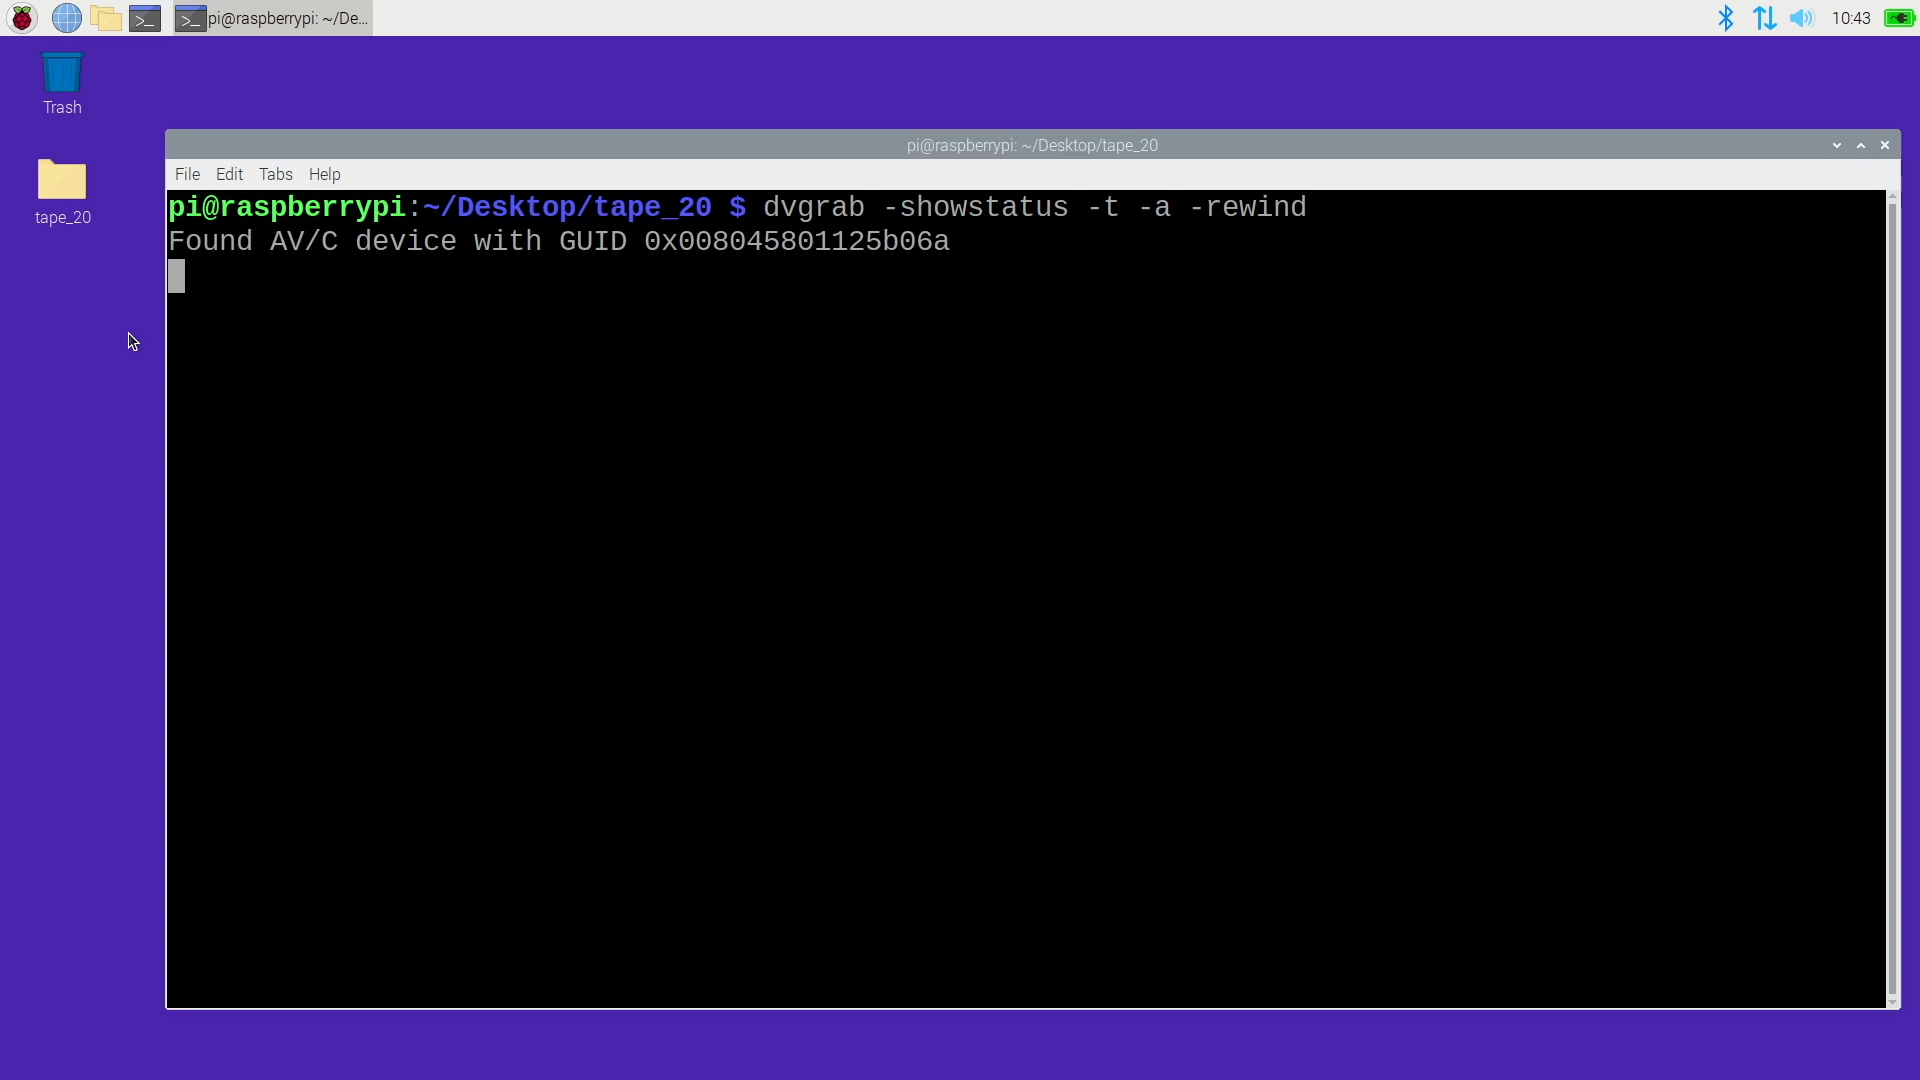 pi@raspberrypi: ~/De...
10:43
Trash
tape_20
pi@raspberrypi: ~/Desktop/tape_20
File Edit Tabs Help
pi@raspberrypi:~/Desktop/tape_20 $ dvgrab -showstatus -t -a -rewind
Found AV/C device with GUID 0x008045801125b06a